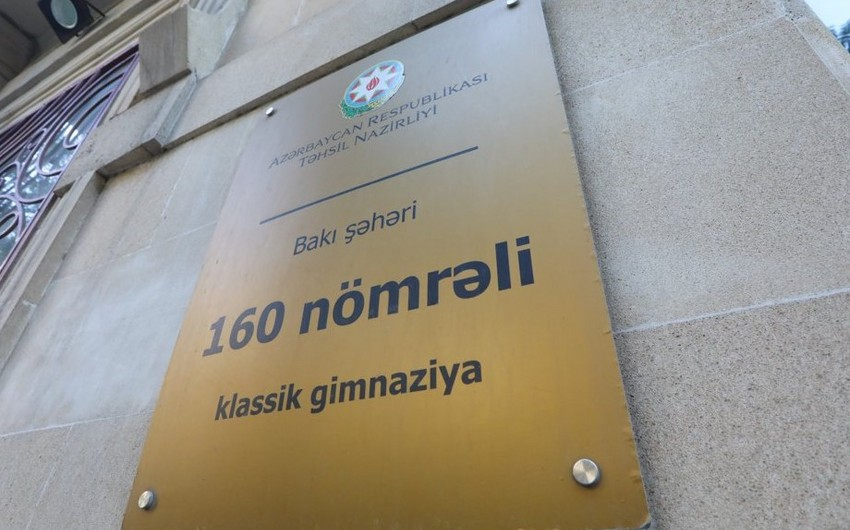 AZƏRBAYCAN RESPUBLİKASI
TƏHSİL NAZİRLİYİ
Bakı şəhəri
160 nömrəli
klassik gimnaziya